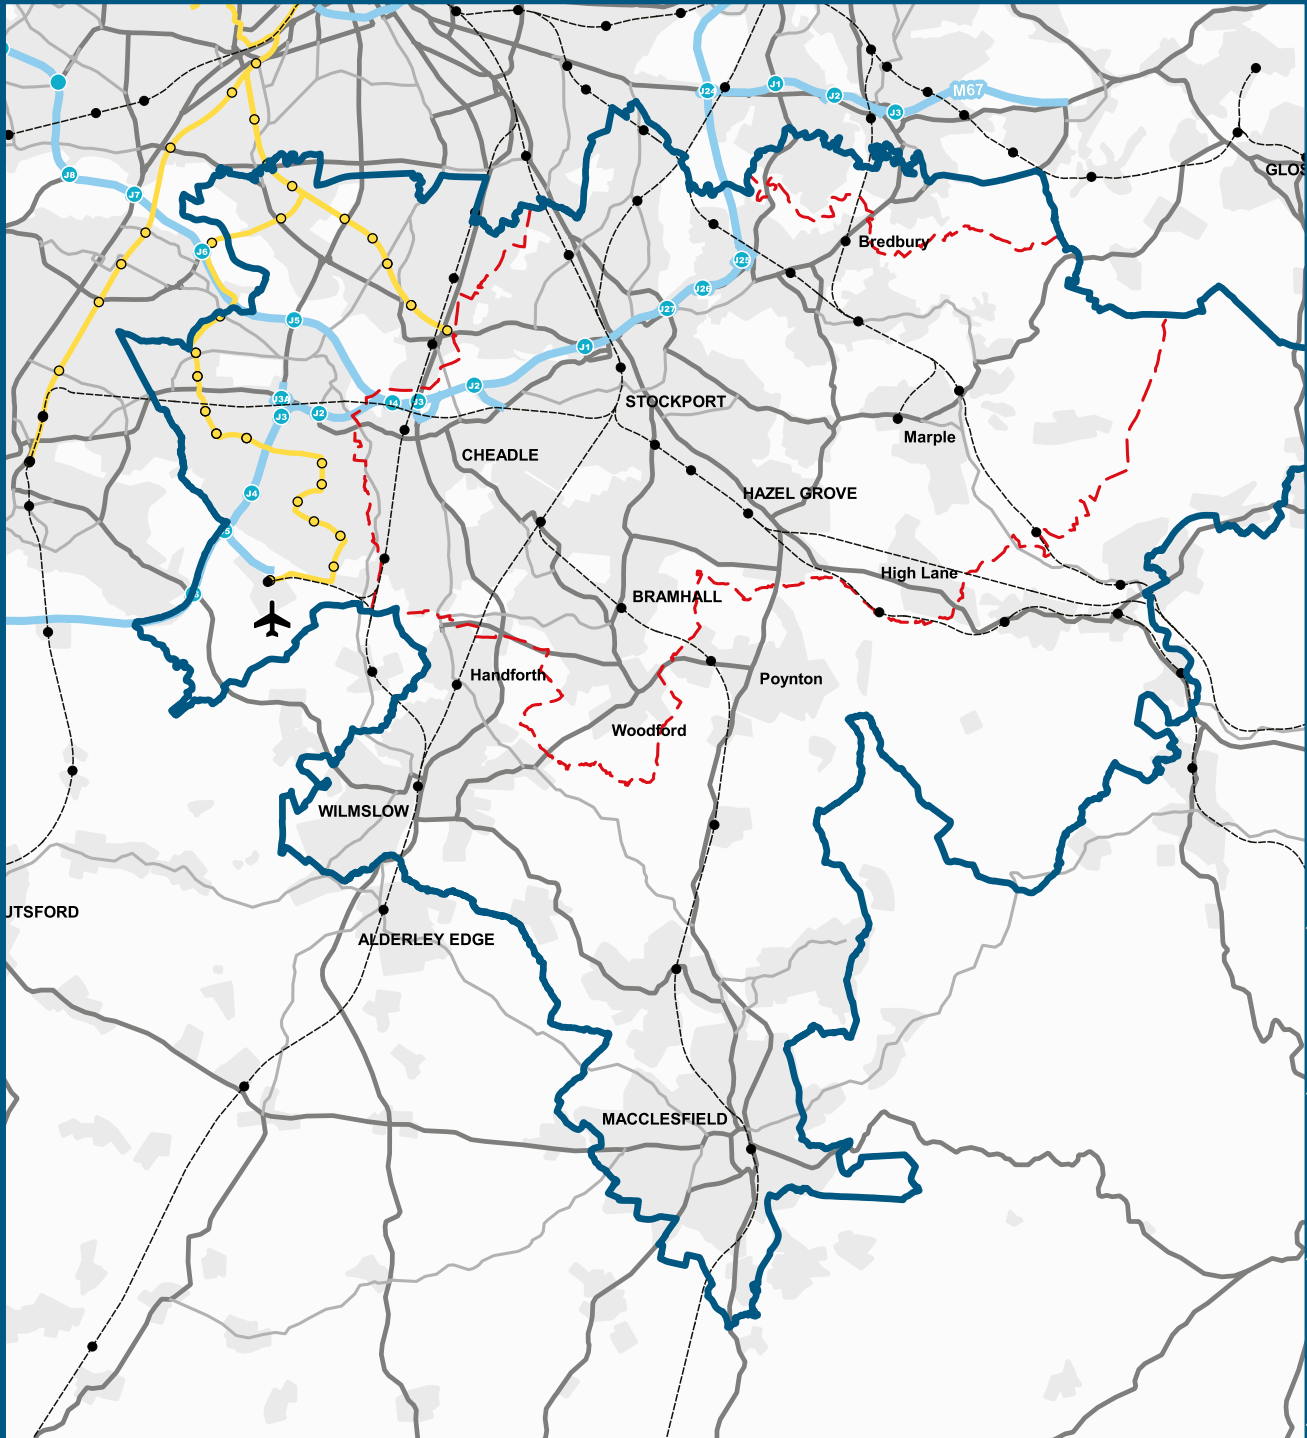 J24
J1
J2
J3
M67
J8
J7
J6
GLOS
Bredbury
J25
J26
J27
J5
J1
J2
J3A
J3
J2
J4
J3
STOCKPORT
Marple
CHEADLE
J4
HAZEL GROVE
High Lane
BRAMHALL
Handforth
Poynton
Woodford
WILMSLOW
UTSFORD
ALDERLEY EDGE
MACCLESFIELD